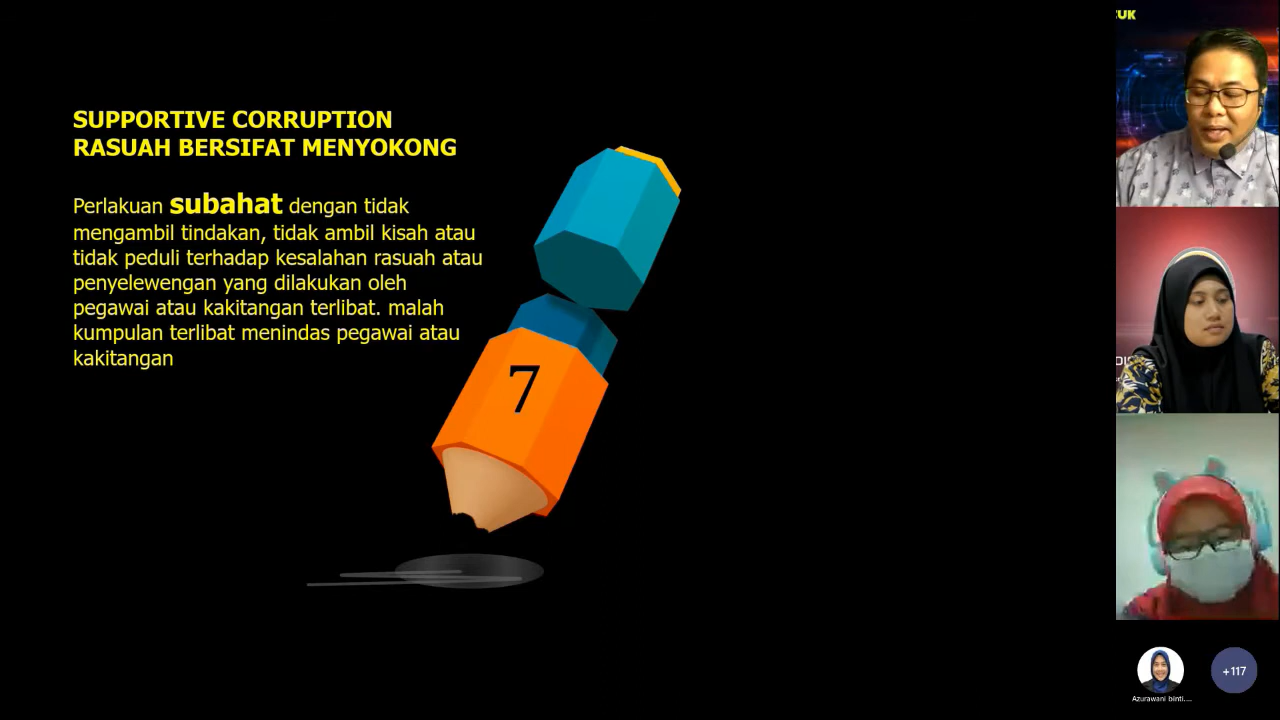 SUPPORTIVE CORRUPTION
RASUAH BERSIFAT MENYOKONG
Perlakuan subahat dengan tidak
mengambil tindakan, tidak ambil kisah atau
tidak peduli terhadap kesalahan rasuah atau
penyelewengan yang dilakukan oleh
pegawai atau kakitangan terlibat. malah
kumpulan terlibat menindas pegawai atau
kakitangan
7
Azurawani binti....
+117